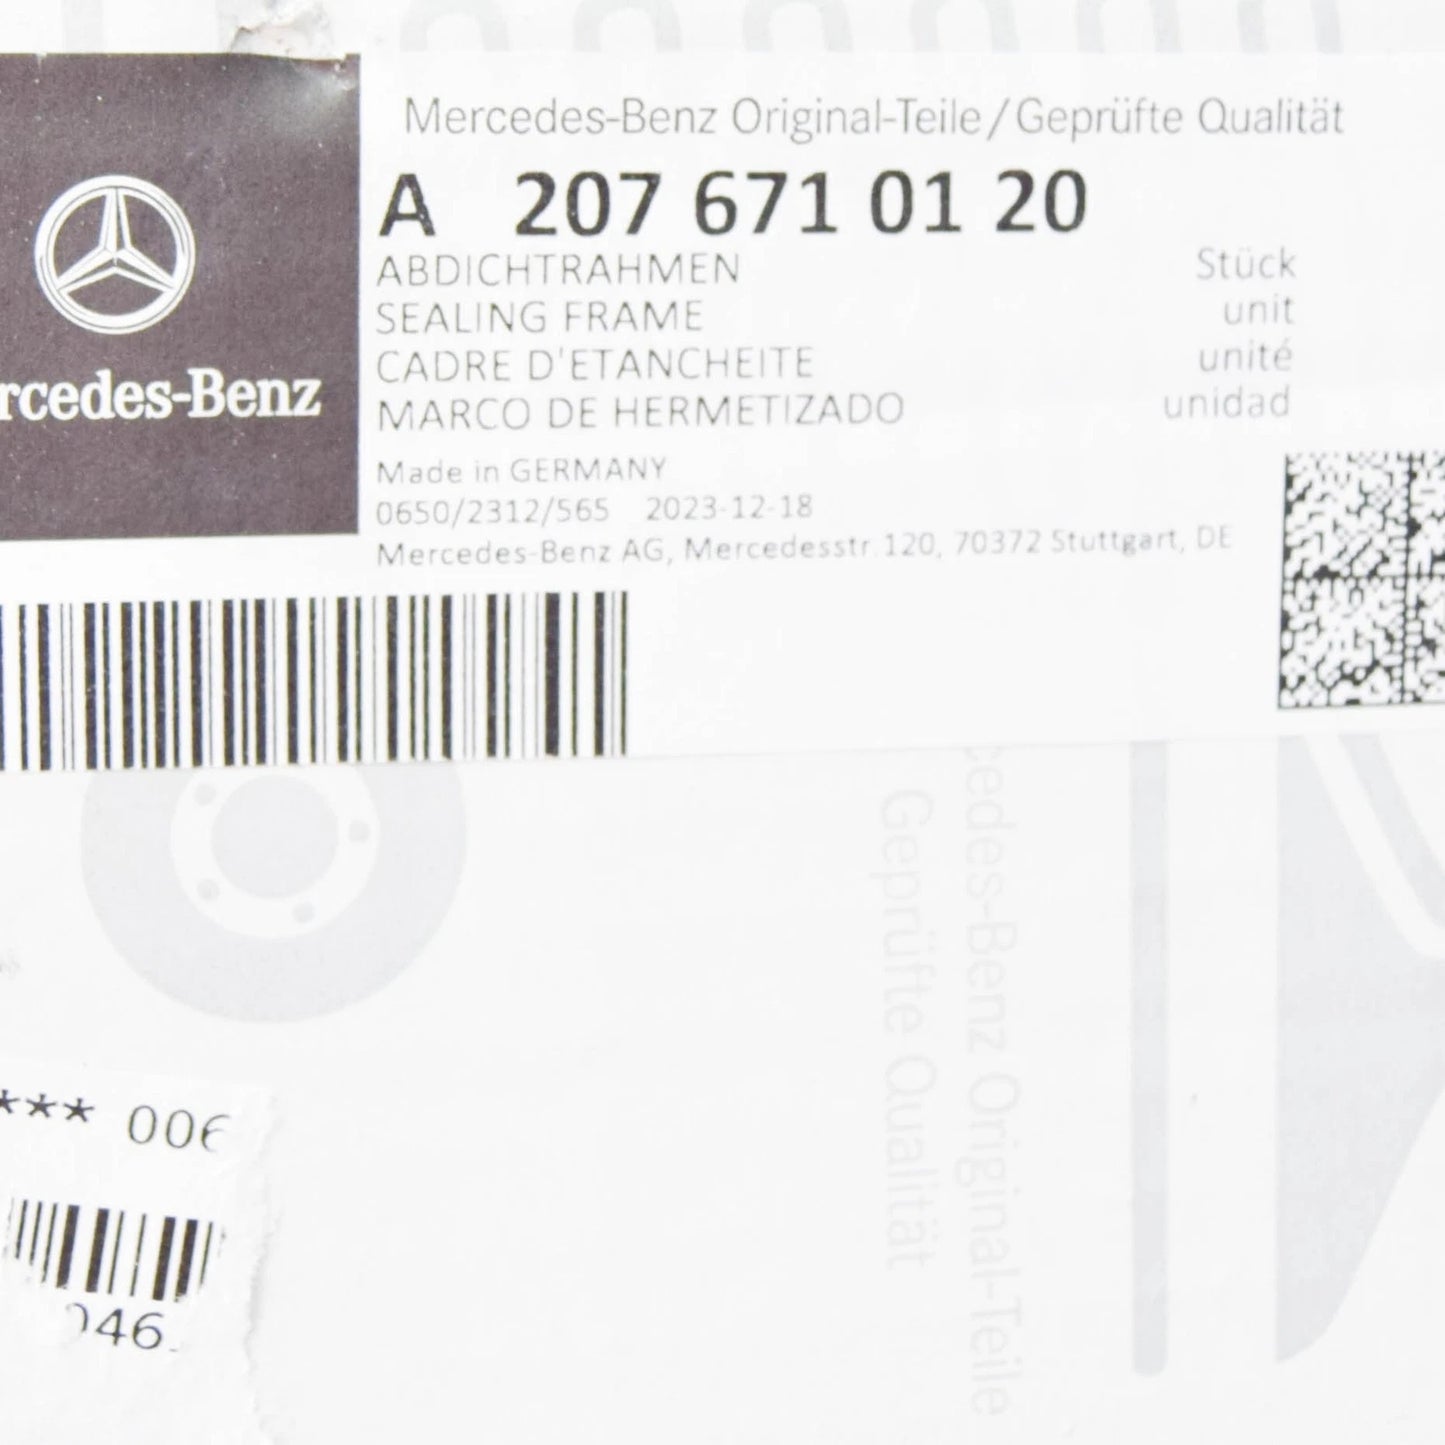 Mercedes-Benz Original-Teile/Geprüfte Qualität
A 207 671 01 20
ABDICHTRAHMEN Stück
SEALING FRAME unit
CADRE D'ETANCHEITE unité
MARCO DE HERMETIZADO unidad
rcedes-Benz
Made in GERMANY
0650/2312/565 2023-12-18
Mercedes-Benz AG, Mercedesstr.120, 70372 Stuttgart, DE
cedes-Benz Original-Teile
Geprüfte Qualität
*** 006
046